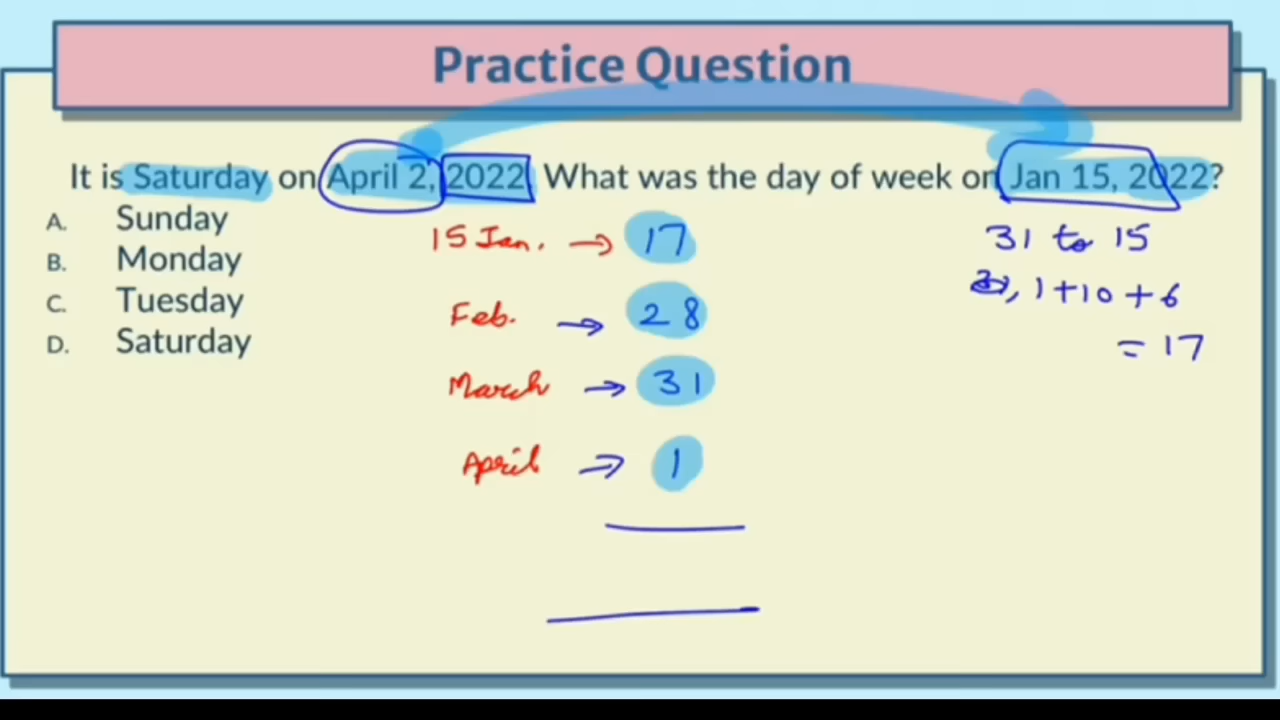 Practice Question
It is Saturday on April 2, 2022. What was the day of week on Jan 15, 2022?
A. Sunday
B. Monday
C. Tuesday
D. Saturday
15 Jan. → 17
Feb. → 28
March → 31
April → 1
31 to 15
, 1+10+6
= 17